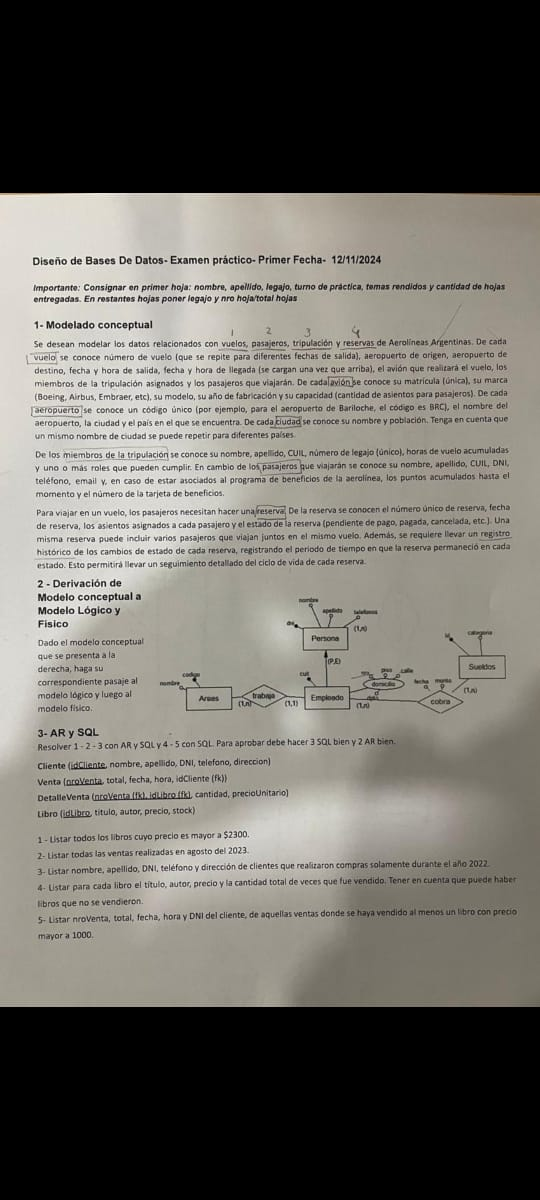 Diseño de Bases De Datos- Examen práctico- Primer Fecha- 12/11/2024
Importante: Consignar en primer hoja: nombre, apellido, legajo, turno de práctica, temas rendidos y cantidad de hojas
entregadas. En restantes hojas poner legajo y nro hoja/total hojas
1- Modelado conceptual
1 2 3 4
Se desean modelar los datos relacionados con vuelos, pasajeros, tripulación y reservas de Aerolíneas Argentinas. De cada
vuelo se conoce número de vuelo (que se repite para diferentes fechas de salida), aeropuerto de origen, aeropuerto de
destino, fecha y hora de salida, fecha y hora de llegada (se cargan una vez que arriba), el avión que realizará el vuelo, los
miembros de la tripulación asignados y los pasajeros que viajarán. De cada avión se conoce su matrícula (única), su marca
(Boeing, Airbus, Embraer, etc), su modelo, su año de fabricación y su capacidad (cantidad de asientos para pasajeros). De cada
aeropuerto se conoce un código único (por ejemplo, para el aeropuerto de Bariloche, el código es BRC), el nombre del
aeropuerto, la ciudad y el país en el que se encuentra. De cada ciudad se conoce su nombre y población. Tenga en cuenta que
un mismo nombre de ciudad se puede repetir para diferentes países.
De los miembros de la tripulación se conoce su nombre, apellido, CUIL, número de legajo (único), horas de vuelo acumuladas
y uno o más roles que pueden cumplir. En cambio de los pasajeros que viajarán se conoce su nombre, apellido, CUIL, DNI,
teléfono, email y, en caso de estar asociados al programa de beneficios de la aerolínea, los puntos acumulados hasta el
momento y el número de la tarjeta de beneficios.
Para viajar en un vuelo, los pasajeros necesitan hacer una reserva. De la reserva se conocen el número único de reserva, fecha
de reserva, los asientos asignados a cada pasajero y el estado de la reserva (pendiente de pago, pagada, cancelada, etc.). Una
misma reserva puede incluir varios pasajeros que viajan juntos en el mismo vuelo. Además, se requiere llevar un registro
histórico de los cambios de estado de cada reserva, registrando el periodo de tiempo en que la reserva permaneció en cada
estado. Esto permitirá llevar un seguimiento detallado del ciclo de vida de cada reserva.
2 - Derivación de
Modelo conceptual a
Modelo Lógico y
Físico
Dado el modelo conceptual
que se presenta a la
derecha, haga su
correspondiente pasaje al
modelo lógico y luego al
modelo físico.
nombre
apellido telefonos
dni (1,n)
Persona
(P,E)
id categoria
Sueldos
(1,n)
nombre codigo
Areas
(1,n) trabaja (1,1)
cuil
Empleado
(1,n)
nro piso calle
domicilio
dpto
fecha monto
cobra
3- AR y SQL
Resolver 1 - 2 - 3 con AR y SQL y 4 - 5 con SQL. Para aprobar debe hacer 3 SQL bien y 2 AR bien.
Cliente (idCliente, nombre, apellido, DNI, telefono, direccion)
Venta (nroVenta, total, fecha, hora, idCliente (fk))
DetalleVenta (nroVenta (fk), idLibro (fk), cantidad, precioUnitario)
Libro (idLibro, titulo, autor, precio, stock)
1 - Listar todos los libros cuyo precio es mayor a $2300.
2- Listar todas las ventas realizadas en agosto del 2023.
3- Listar nombre, apellido, DNI, teléfono y dirección de clientes que realizaron compras solamente durante el año 2022.
4- Listar para cada libro el título, autor, precio y la cantidad total de veces que fue vendido. Tener en cuenta que puede haber
libros que no se vendieron.
5- Listar nroVenta, total, fecha, hora y DNI del cliente, de aquellas ventas donde se haya vendido al menos un libro con precio
mayor a 1000.